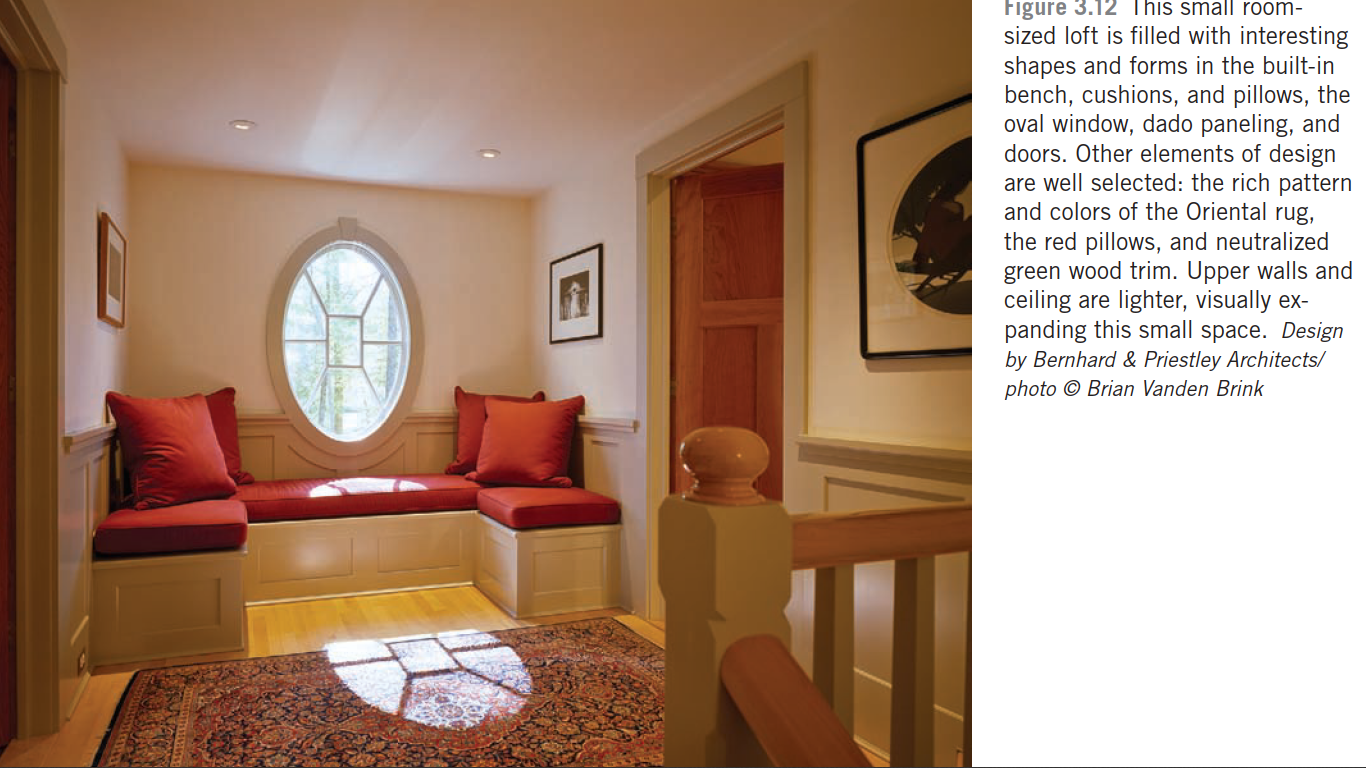 Figure 3.12 This small room-
sized loft is filled with interesting
shapes and forms in the built-in
bench, cushions, and pillows, the
oval window, dado paneling, and
doors. Other elements of design
are well selected: the rich pattern
and colors of the Oriental rug,
the red pillows, and neutralized
green wood trim. Upper walls and
ceiling are lighter, visually ex-
panding this small space. Design
by Bernhard & Priestley Architects/
photo © Brian Vanden Brink